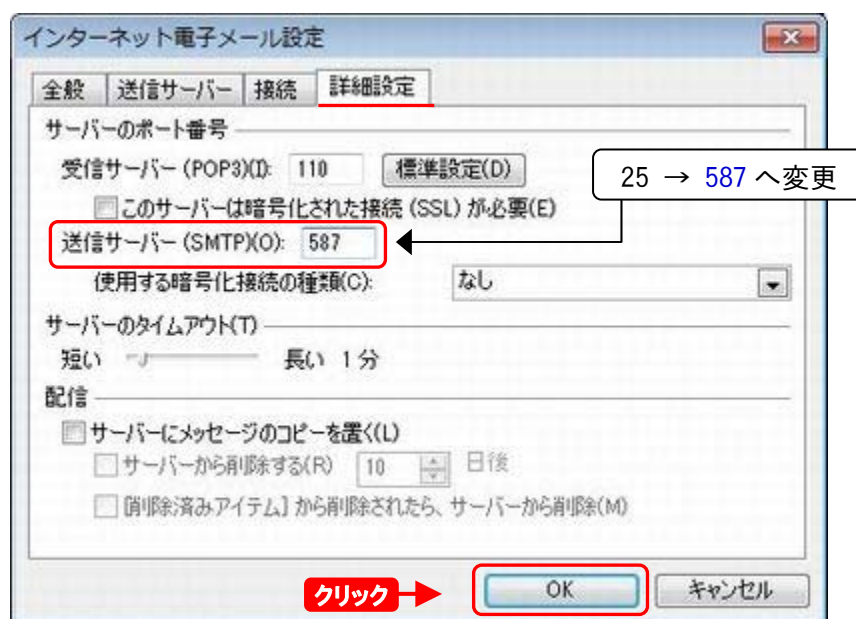 インターネット電子メール設定
全般 送信サーバー 接続 詳細設定
サーバーのポート番号
受信サーバー (POP3)(I): 110 標準設定(D)
25 → 587 へ変更
このサーバーは暗号化された接続 (SSL) が必要(E)
送信サーバー (SMTP)(O): 587
使用する暗号化接続の種類(C): なし
サーバーのタイムアウト(T)
短い 長い 1 分
配信
サーバーにメッセージのコピーを置く(L)
サーバーから削除する(R) 10 日後
[削除済みアイテム] から削除されたら、サーバーから削除(M)
クリック OK キャンセル